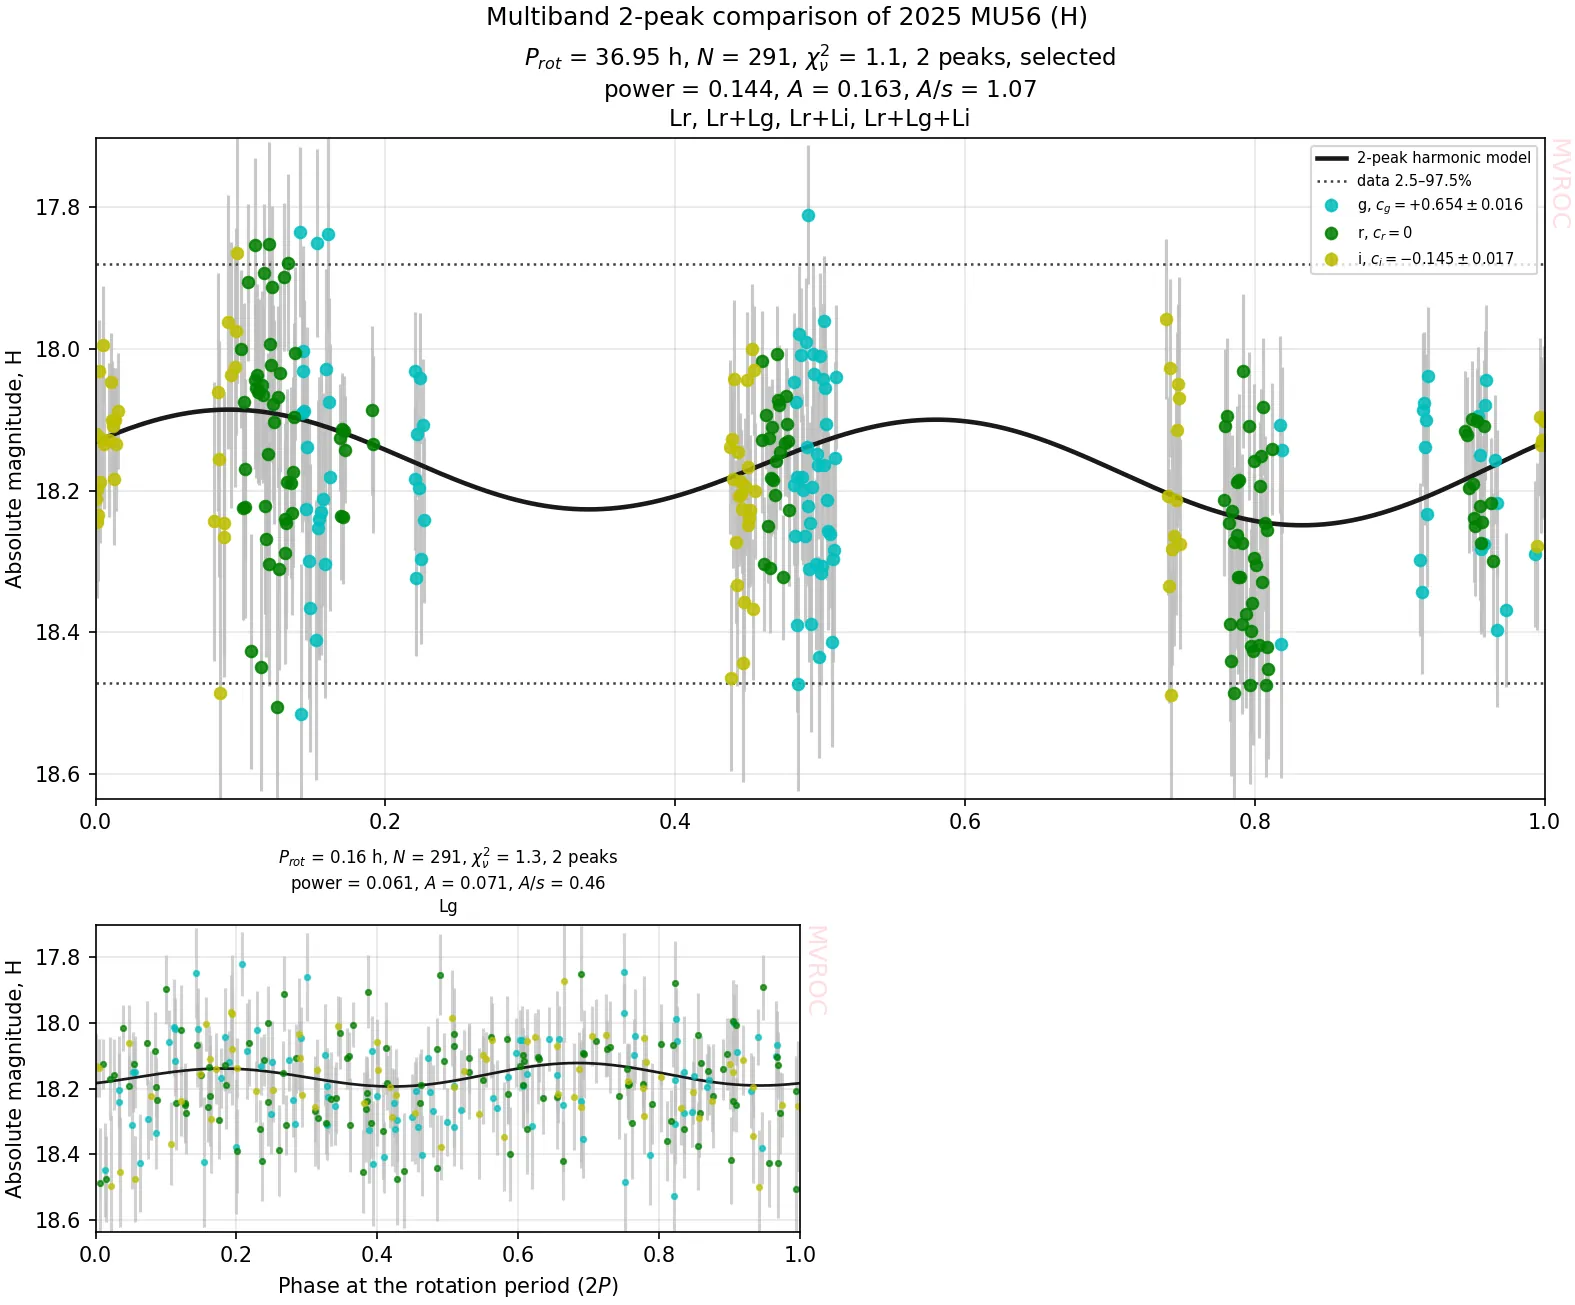 Multiband 2-peak comparison of 2025 MU56 (H)
P_rot = 36.95 h, N = 291, χ²_ν = 1.1, 2 peaks, selected
power = 0.144, A = 0.163, A/s = 1.07
Lr, Lr+Lg, Lr+Li, Lr+Lg+Li
2-peak harmonic model
data 2.5–97.5%
g, c_g = +0.654 ± 0.016
r, c_r = 0
i, c_i = −0.145 ± 0.017
MVROC
Absolute magnitude, H
17.8
18.0
18.2
18.4
18.6
0.0 0.2 0.4 0.6 0.8 1.0
P_rot = 0.16 h, N = 291, χ²_ν = 1.3, 2 peaks
power = 0.061, A = 0.071, A/s = 0.46
Lg
MVROC
Absolute magnitude, H
17.8
18.0
18.2
18.4
18.6
0.0 0.2 0.4 0.6 0.8 1.0
Phase at the rotation period (2P)